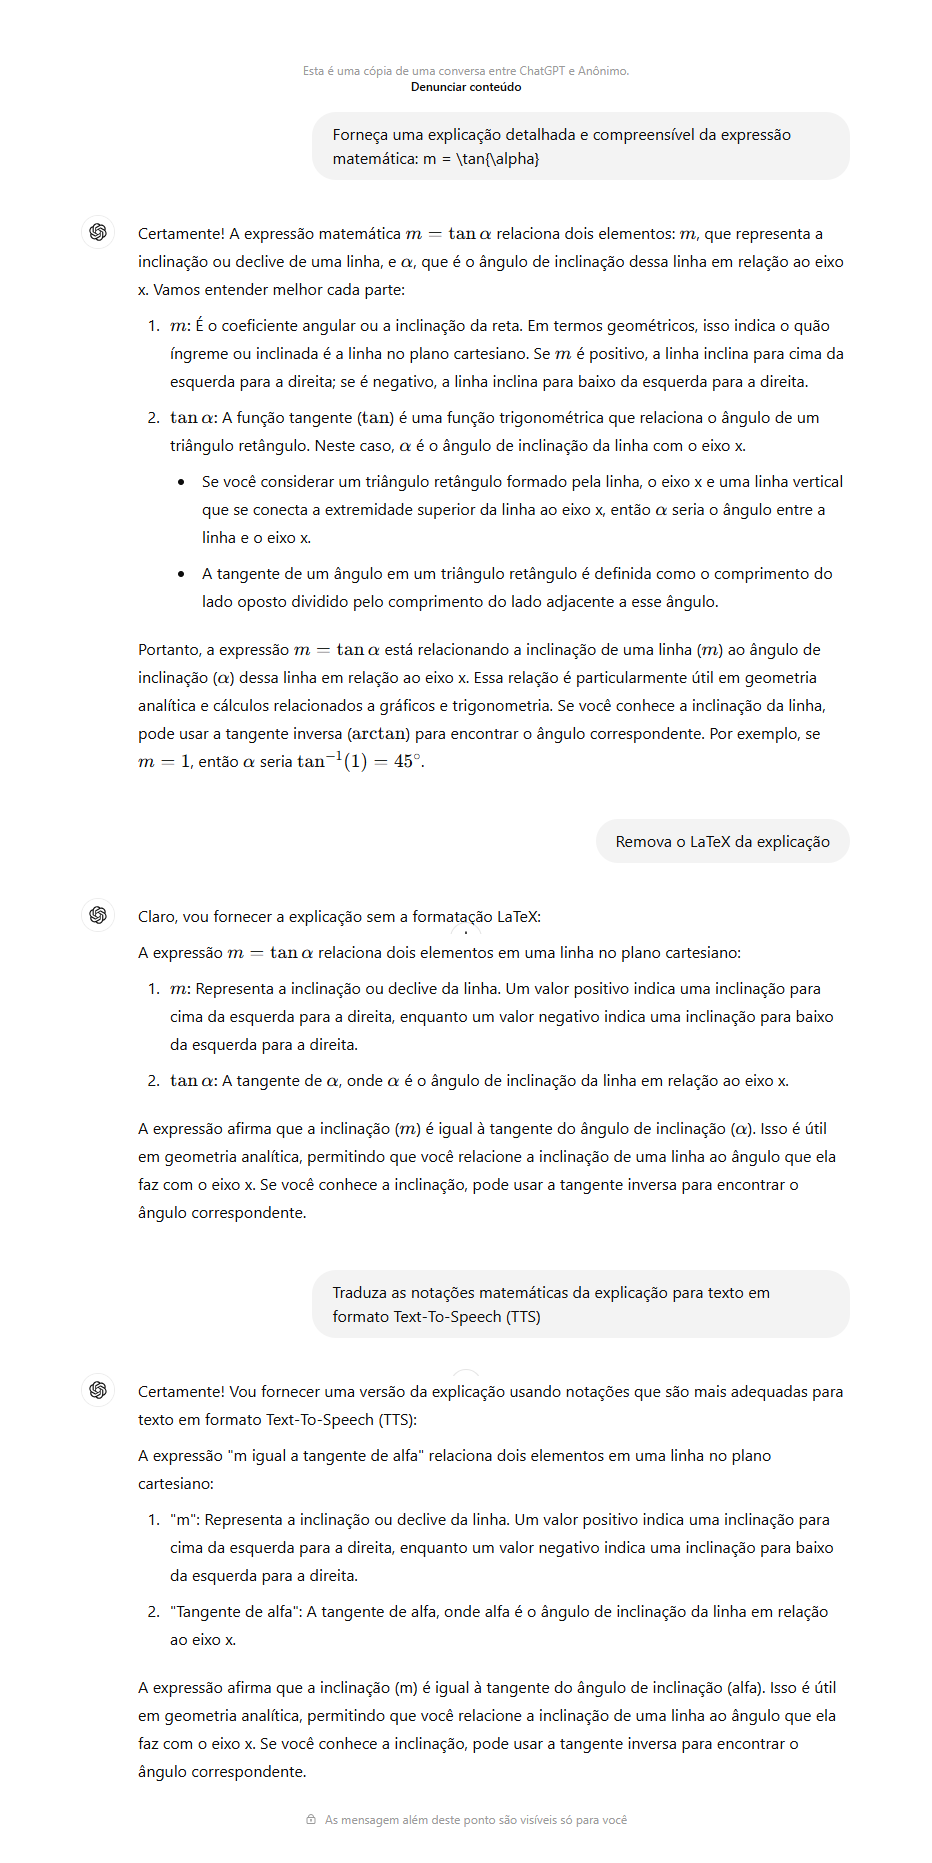 Esta é uma cópia de uma conversa entre ChatGPT e Anônimo.
Denunciar conteúdo
Forneça uma explicação detalhada e compreensível da expressão
matemática: m = \tan{\alpha}
Certamente! A expressão matemática m = tan α relaciona dois elementos: m, que representa a
inclinação ou declive de uma linha, e α, que é o ângulo de inclinação dessa linha em relação ao eixo
x. Vamos entender melhor cada parte:
1. m: É o coeficiente angular ou a inclinação da reta. Em termos geométricos, isso indica o quão
íngreme ou inclinada é a linha no plano cartesiano. Se m é positivo, a linha inclina para cima da
esquerda para a direita; se é negativo, a linha inclina para baixo da esquerda para a direita.
2. tan α: A função tangente (tan) é uma função trigonométrica que relaciona o ângulo de um
triângulo retângulo. Neste caso, α é o ângulo de inclinação da linha com o eixo x.
• Se você considerar um triângulo retângulo formado pela linha, o eixo x e uma linha vertical
que se conecta a extremidade superior da linha ao eixo x, então α seria o ângulo entre a
linha e o eixo x.
• A tangente de um ângulo em um triângulo retângulo é definida como o comprimento do
lado oposto dividido pelo comprimento do lado adjacente a esse ângulo.
Portanto, a expressão m = tan α está relacionando a inclinação de uma linha (m) ao ângulo de
inclinação (α) dessa linha em relação ao eixo x. Essa relação é particularmente útil em geometria
analítica e cálculos relacionados a gráficos e trigonometria. Se você conhece a inclinação da linha,
pode usar a tangente inversa (arctan) para encontrar o ângulo correspondente. Por exemplo, se
m = 1, então α seria tan⁻¹(1) = 45°.
Remova o LaTeX da explicação
Claro, vou fornecer a explicação sem a formatação LaTeX:
A expressão m = tan α relaciona dois elementos em uma linha no plano cartesiano:
1. m: Representa a inclinação ou declive da linha. Um valor positivo indica uma inclinação para
cima da esquerda para a direita, enquanto um valor negativo indica uma inclinação para baixo
da esquerda para a direita.
2. tan α: A tangente de α, onde α é o ângulo de inclinação da linha em relação ao eixo x.
A expressão afirma que a inclinação (m) é igual à tangente do ângulo de inclinação (α). Isso é útil
em geometria analítica, permitindo que você relacione a inclinação de uma linha ao ângulo que ela
faz com o eixo x. Se você conhece a inclinação, pode usar a tangente inversa para encontrar o
ângulo correspondente.
Traduza as notações matemáticas da explicação para texto em
formato Text-To-Speech (TTS)
Certamente! Vou fornecer uma versão da explicação usando notações que são mais adequadas para
texto em formato Text-To-Speech (TTS):
A expressão "m igual a tangente de alfa" relaciona dois elementos em uma linha no plano
cartesiano:
1. "m": Representa a inclinação ou declive da linha. Um valor positivo indica uma inclinação para
cima da esquerda para a direita, enquanto um valor negativo indica uma inclinação para baixo
da esquerda para a direita.
2. "Tangente de alfa": A tangente de alfa, onde alfa é o ângulo de inclinação da linha em relação
ao eixo x.
A expressão afirma que a inclinação (m) é igual à tangente do ângulo de inclinação (alfa). Isso é útil
em geometria analítica, permitindo que você relacione a inclinação de uma linha ao ângulo que ela
faz com o eixo x. Se você conhece a inclinação, pode usar a tangente inversa para encontrar o
ângulo correspondente.
As mensagem além deste ponto são visíveis só para você